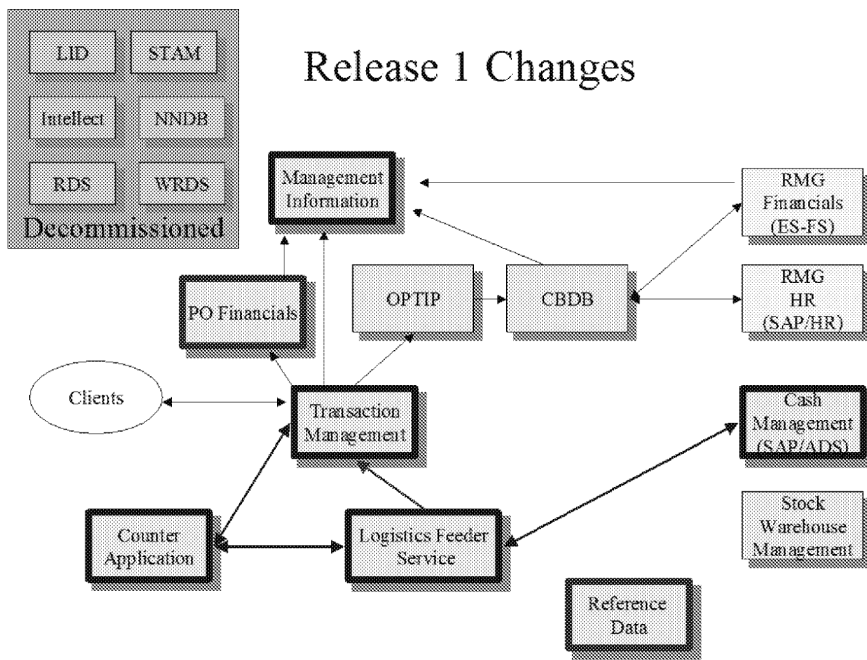 Release 1 Changes
LID
STAM
Intellect
NNDB
RDS
WRDS
Decommissioned
Management
Information
RMG
Financials
(ES-FS)
PO Financials
OPTIP
CBDB
RMG
HR
(SAP/HR)
Clients
Transaction
Management
Cash
Management
(SAP/ADS)
Counter
Application
Logistics Feeder
Service
Stock
Warehouse
Management
Reference
Data